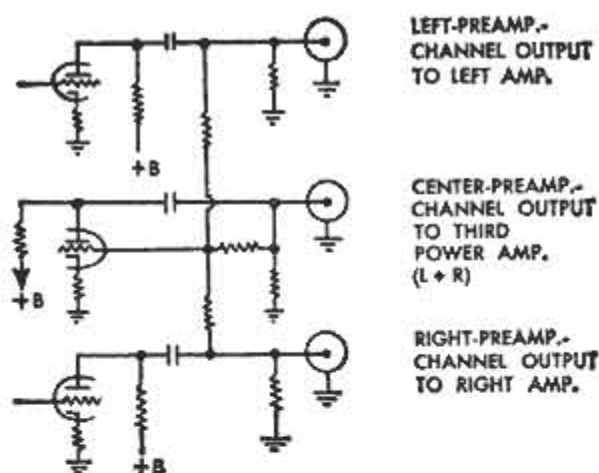 LEFT-PREAMP.-
CHANNEL OUTPUT
TO LEFT AMP.
+B
CENTER-PREAMP.-
CHANNEL OUTPUT
TO THIRD
POWER AMP.
(L + R)
+B
RIGHT-PREAMP.-
CHANNEL OUTPUT
TO RIGHT AMP.
+B